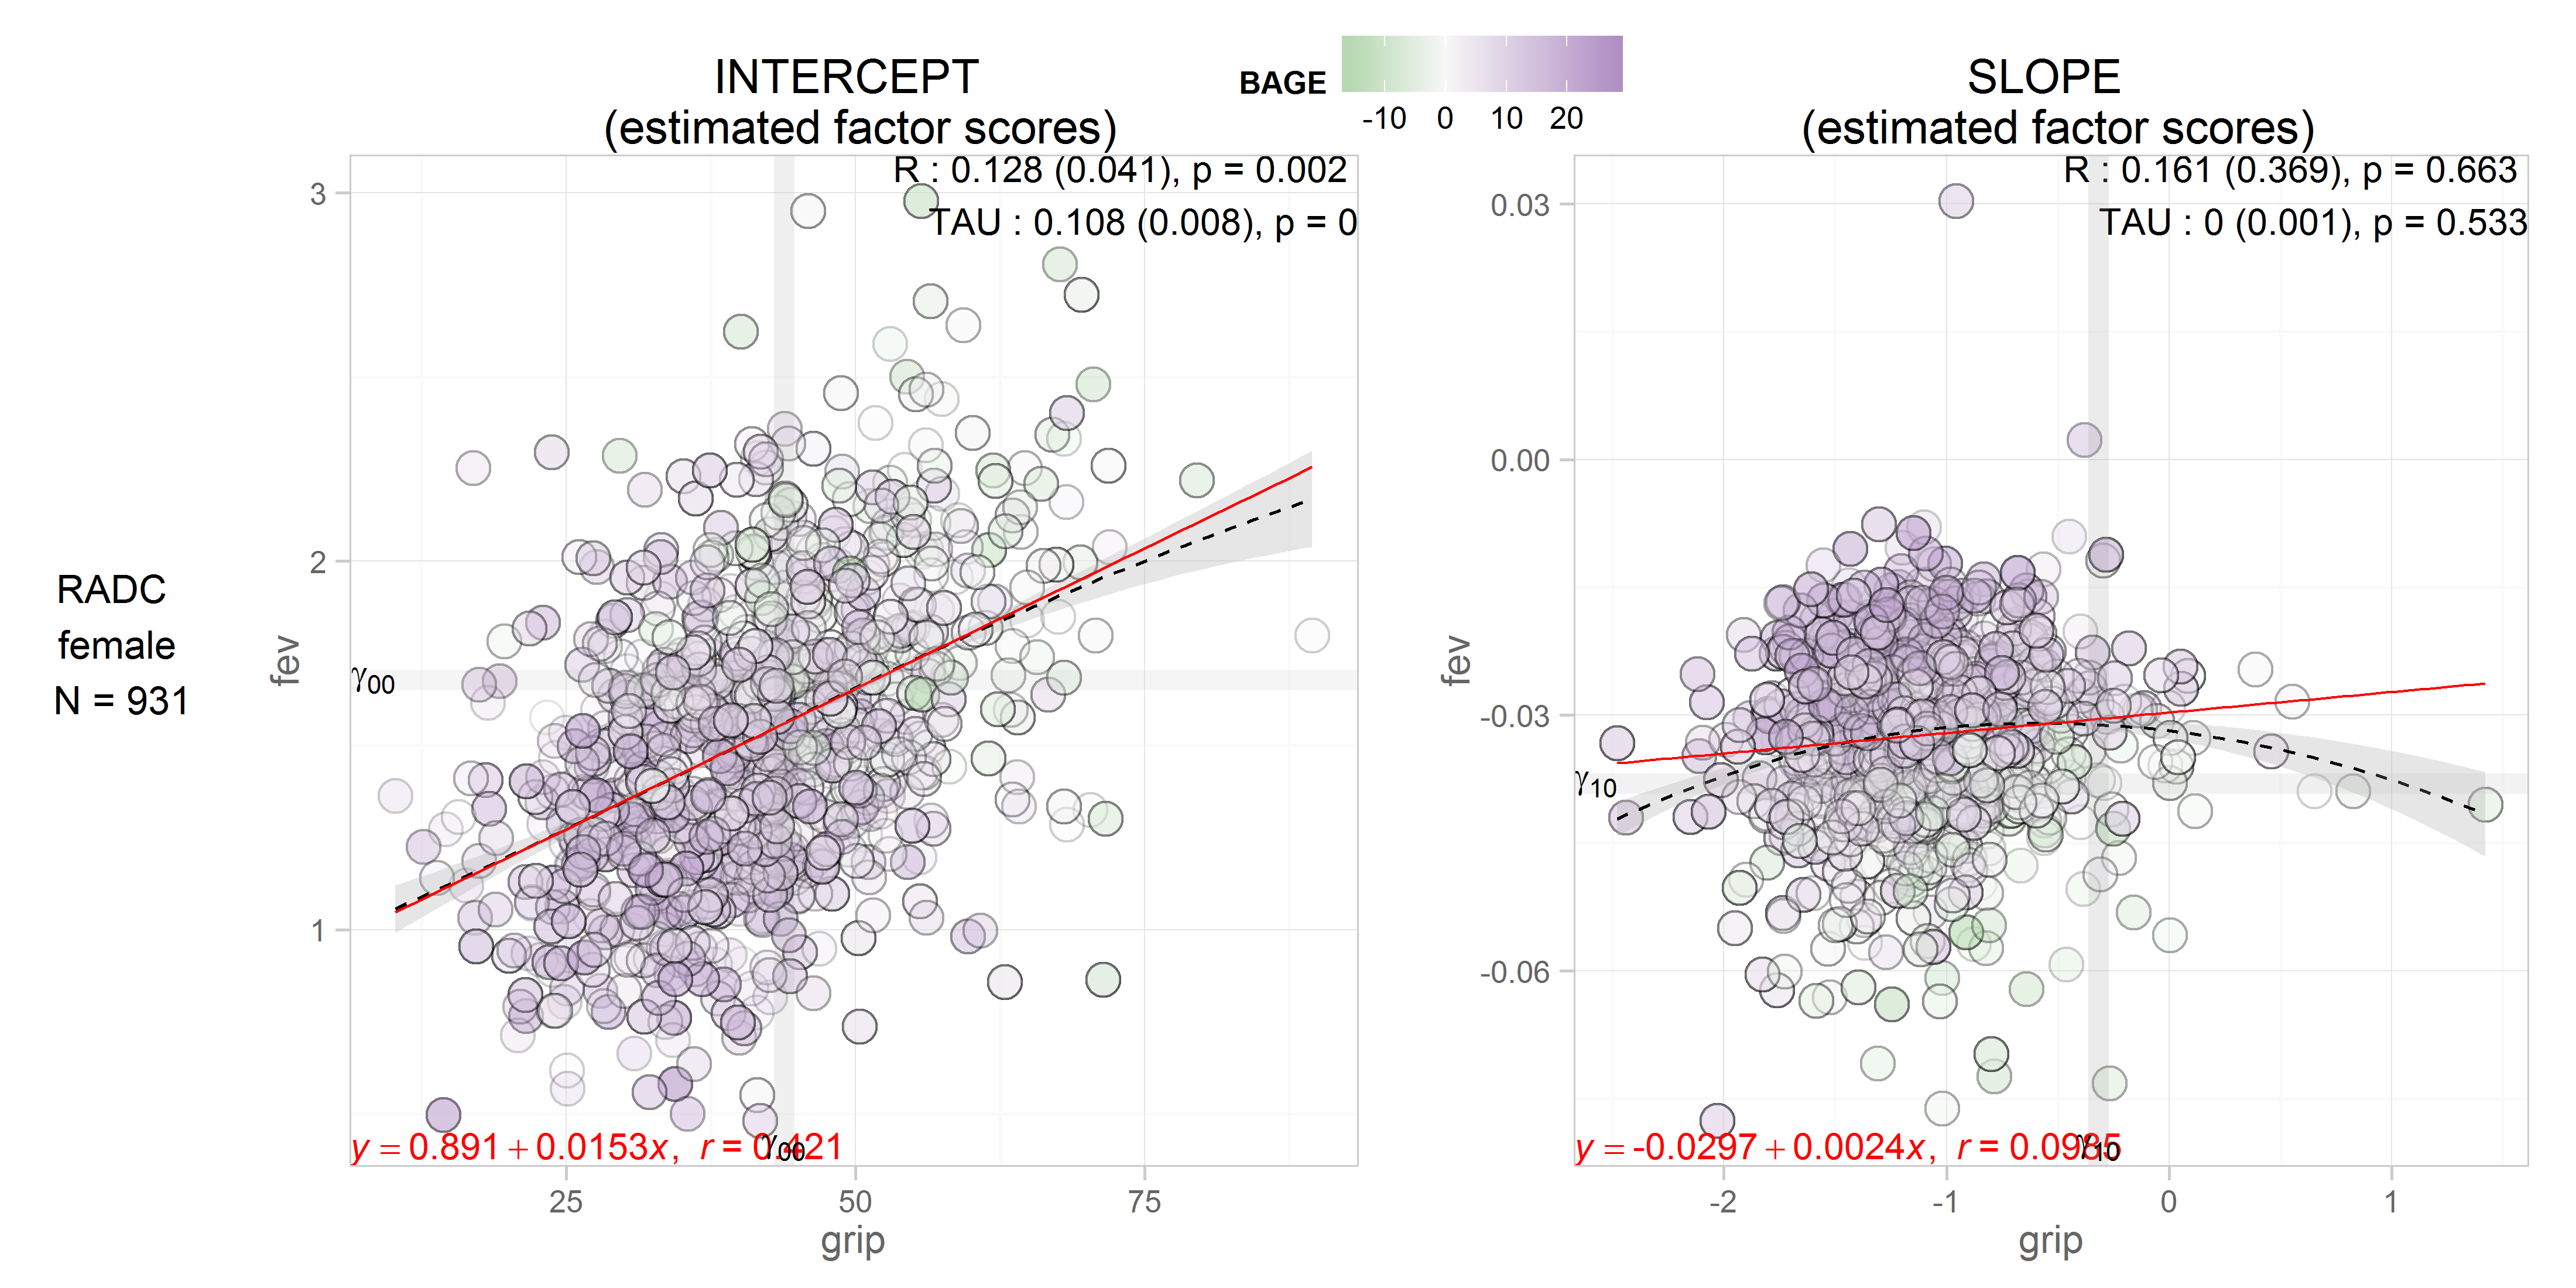 INTERCEPT
(estimated factor scores)
BAGE
-10 0 10 20
SLOPE
(estimated factor scores)
R : 0.128 (0.041), p = 0.002
TAU : 0.108 (0.008), p = 0
3
2
1
fev
γ00
RADC
female
N = 931
y = 0.891 + 0.0153x, r = 0.421
γ00
25 50 75
grip
R : 0.161 (0.369), p = 0.663
TAU : 0 (0.001), p = 0.533
0.03
0.00
-0.03
-0.06
fev
γ10
y = -0.0297 + 0.0024x, r = 0.0985
γ10
-2 -1 0 1
grip